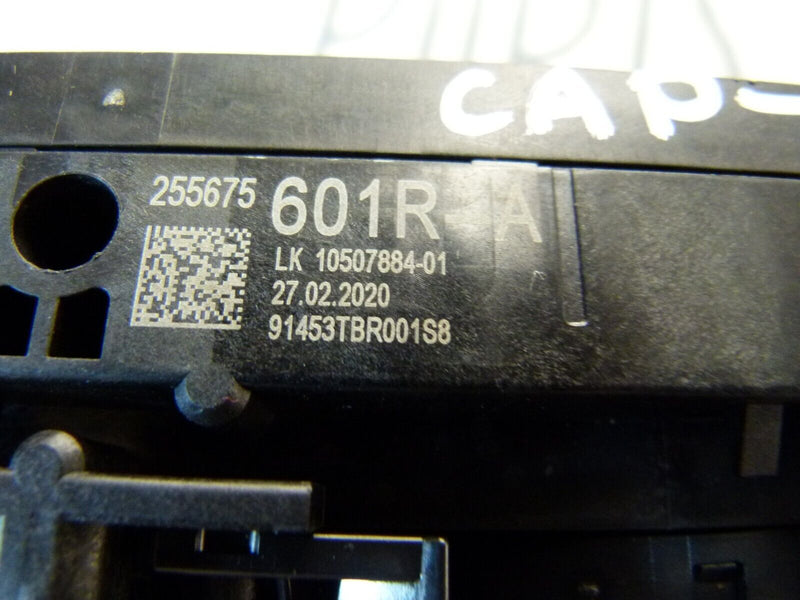 CAP-
255675 601R-A
LK 10507884-01
27.02.2020
91453TBR001S8